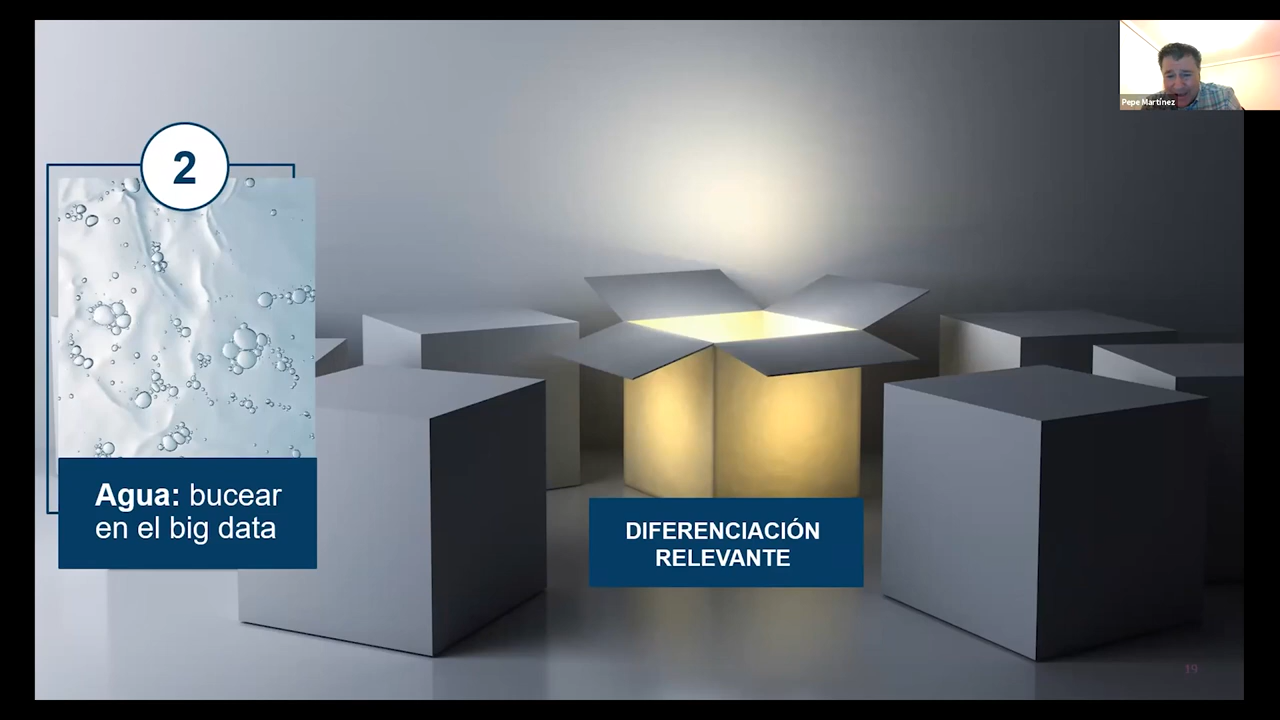 Pepe Martínez
2
Agua: bucear
en el big data
DIFERENCIACIÓN
RELEVANTE
19